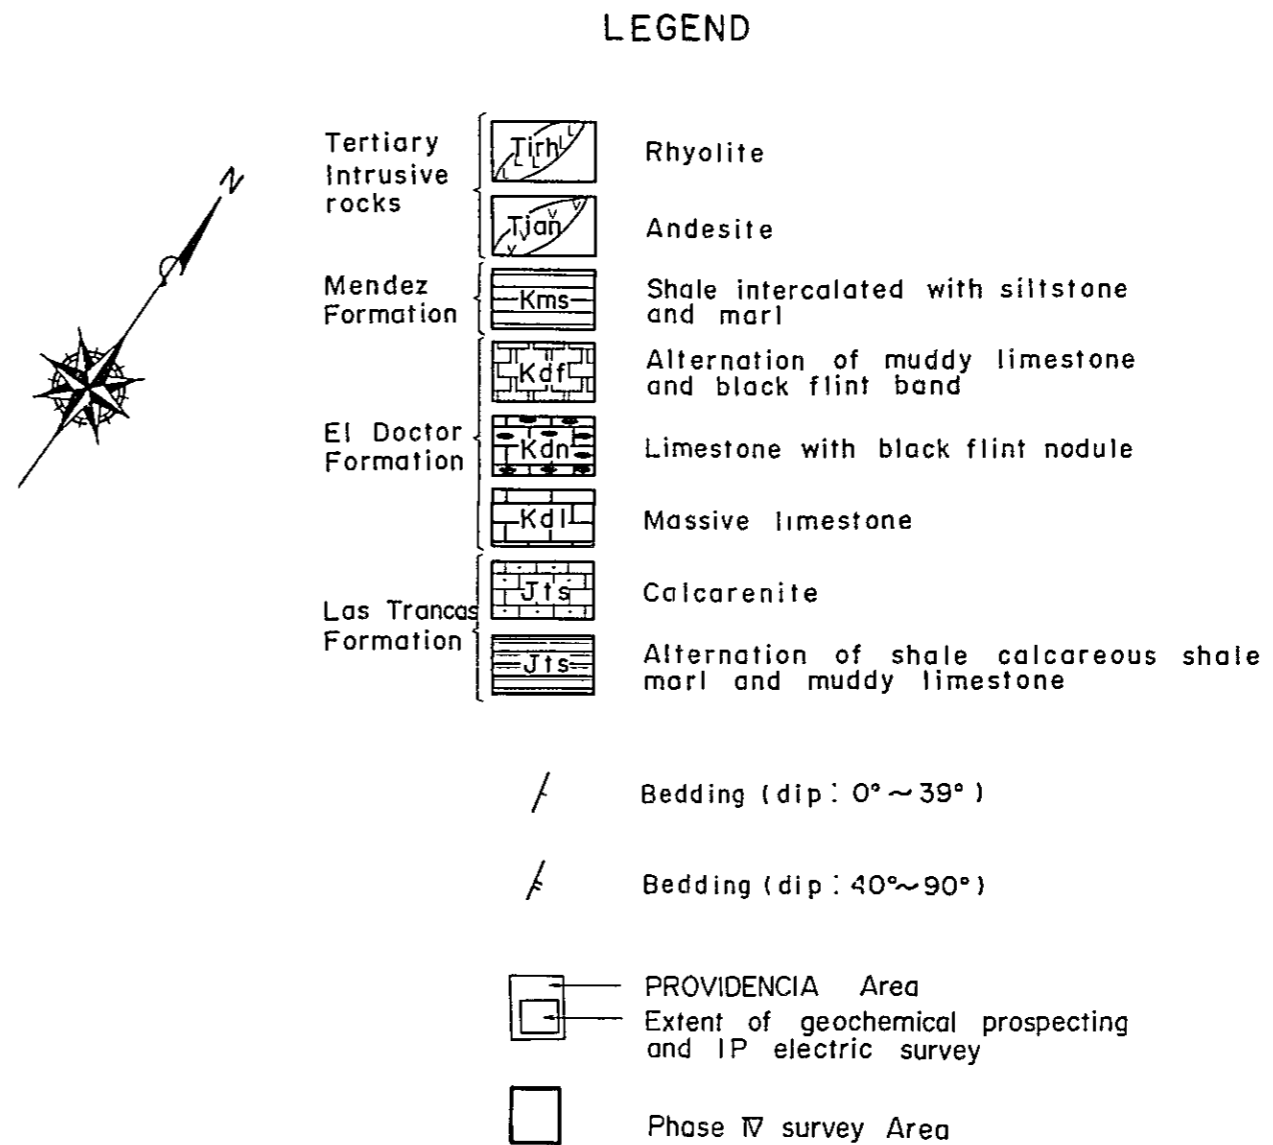 LEGEND
N
Tertiary
Intrusive
rocks
Tirh
Rhyolite
Tian
Andesite
Mendez
Formation
Kms
Shale intercalated with siltstone
and marl
El Doctor
Formation
Kdf
Alternation of muddy limestone
and black flint band
Kdn
Limestone with black flint nodule
Kdl
Massive limestone
Las Trancas
Formation
Jts
Calcarenite
Jts
Alternation of shale calcareous shale
marl and muddy limestone
Bedding (dip: 0°~39°)
Bedding (dip: 40°~90°)
PROVIDENCIA Area
Extent of geochemical prospecting
and IP electric survey
Phase IV survey Area